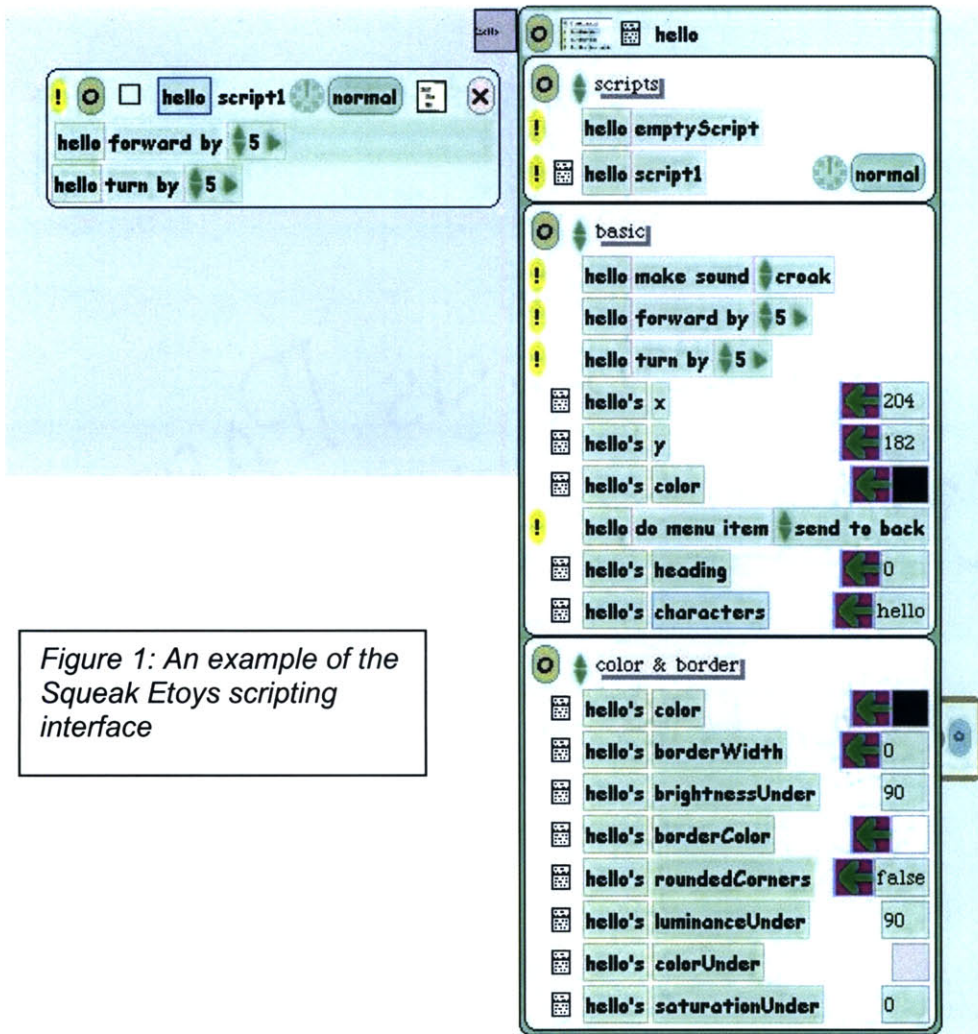 hello
! O hello script1 normal X
hello forward by 5
hello turn by 5
O hello
O scripts
! hello emptyScript
! hello script1 normal
O basic
! hello make sound croak
! hello forward by 5
! hello turn by 5
hello's x 204
hello's y 182
hello's color
! hello do menu item send to back
hello's heading 0
hello's characters hello
O color & border
hello's color
hello's borderWidth 0
hello's brightnessUnder 90
hello's borderColor
hello's roundedCorners false
hello's luminanceUnder 90
hello's colorUnder
hello's saturationUnder 0
Figure 1: An example of the
Squeak Etoys scripting
interface